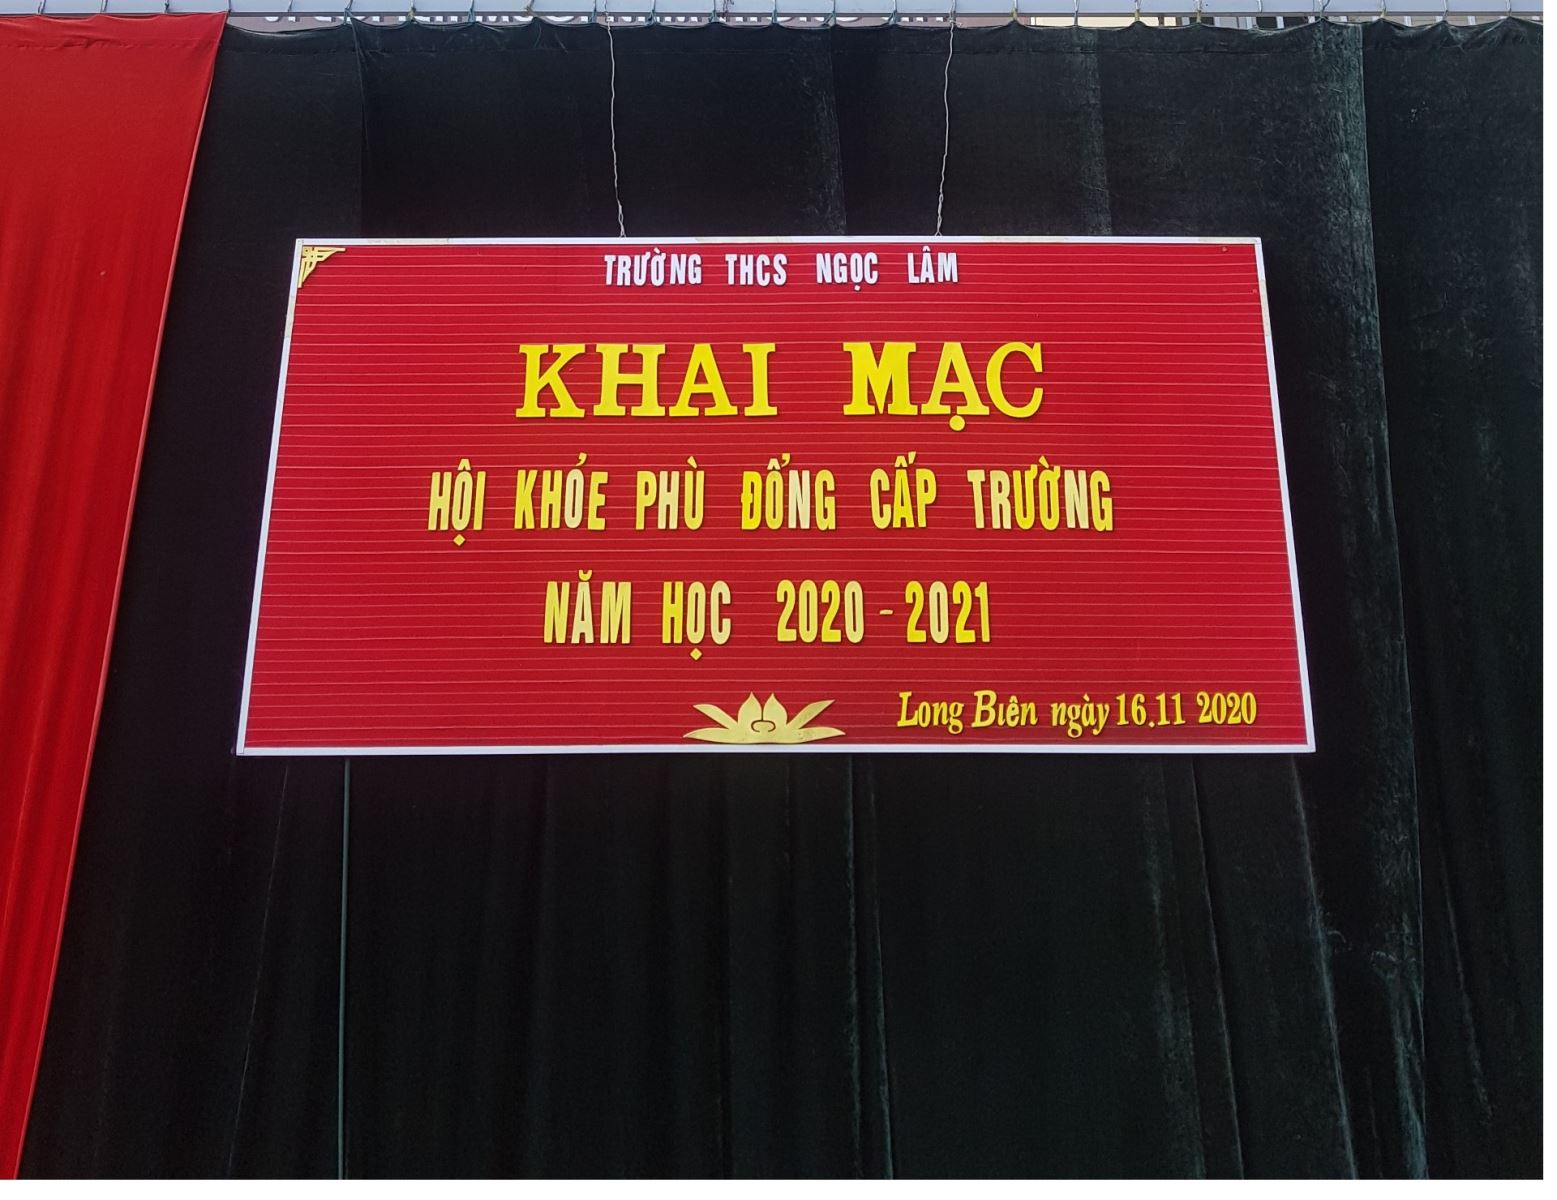 TRƯỜNG THCS NGỌC LÂM
KHAI MẠC
HỘI KHỎE PHÙ ĐỔNG CẤP TRƯỜNG
NĂM HỌC 2020 - 2021
Long Biên ngày 16.11 2020